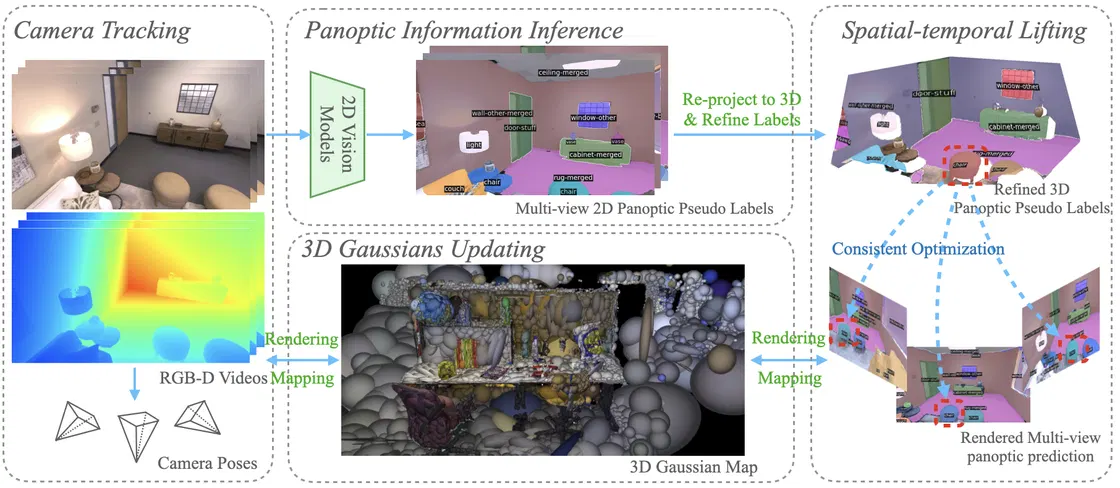 Camera Tracking
RGB-D Videos
Camera Poses
Panoptic Information Inference
2D Vision
Models
ceiling-merged
wall-other-merged
door-stuff
window-other
light
cabinet-merged
rug-merged
couch
chair
chair
Multi-view 2D Panoptic Pseudo Labels
Re-project to 3D
& Refine Labels
3D Gaussians Updating
Rendering
Mapping
3D Gaussian Map
Rendering
Mapping
Spatial-temporal Lifting
door-stuff
window-other
light
cabinet-merged
chair
Refined 3D
Panoptic Pseudo Labels
Consistent Optimization
Rendered Multi-view
panoptic prediction